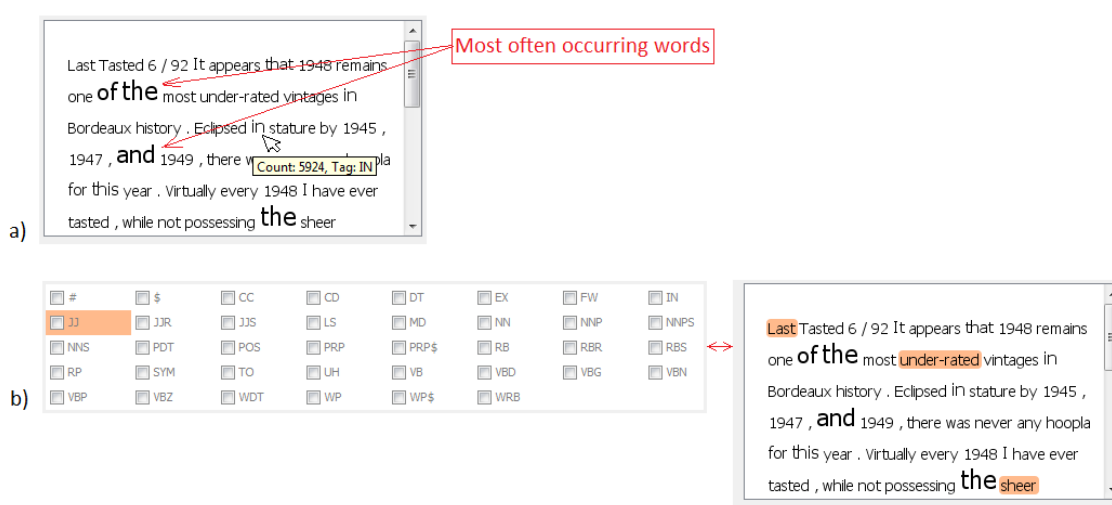 Most often occurring words
Last Tasted 6 / 92 It appears that 1948 remains
one of the most under-rated vintages in
Bordeaux history . Eclipsed in stature by 1945 ,
1947 , and 1949 , there w
Count: 5924, Tag: IN
pla
for this year . Virtually every 1948 I have ever
tasted , while not possessing the sheer
a)
# $ CC CD DT EX FW IN
JJ JJR JJS LS MD NN NNP NNPS
NNS PDT POS PRP PRP$ RB RBR RBS
RP SYM TO UH VB VBD VBG VBN
VBP VBZ WDT WP WP$ WRB
b)
Last Tasted 6 / 92 It appears that 1948 remains
one of the most under-rated vintages in
Bordeaux history . Eclipsed in stature by 1945 ,
1947 , and 1949 , there was never any hoopla
for this year . Virtually every 1948 I have ever
tasted , while not possessing the sheer